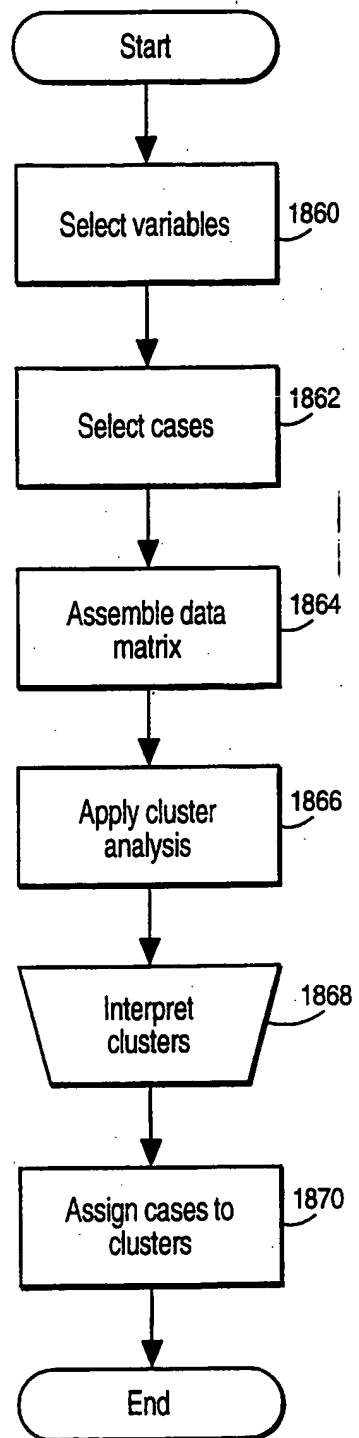 Start
Select variables
1860
Select cases
1862
Assemble data
matrix
1864
Apply cluster
analysis
1866
Interpret
clusters
1868
Assign cases to
clusters
1870
End